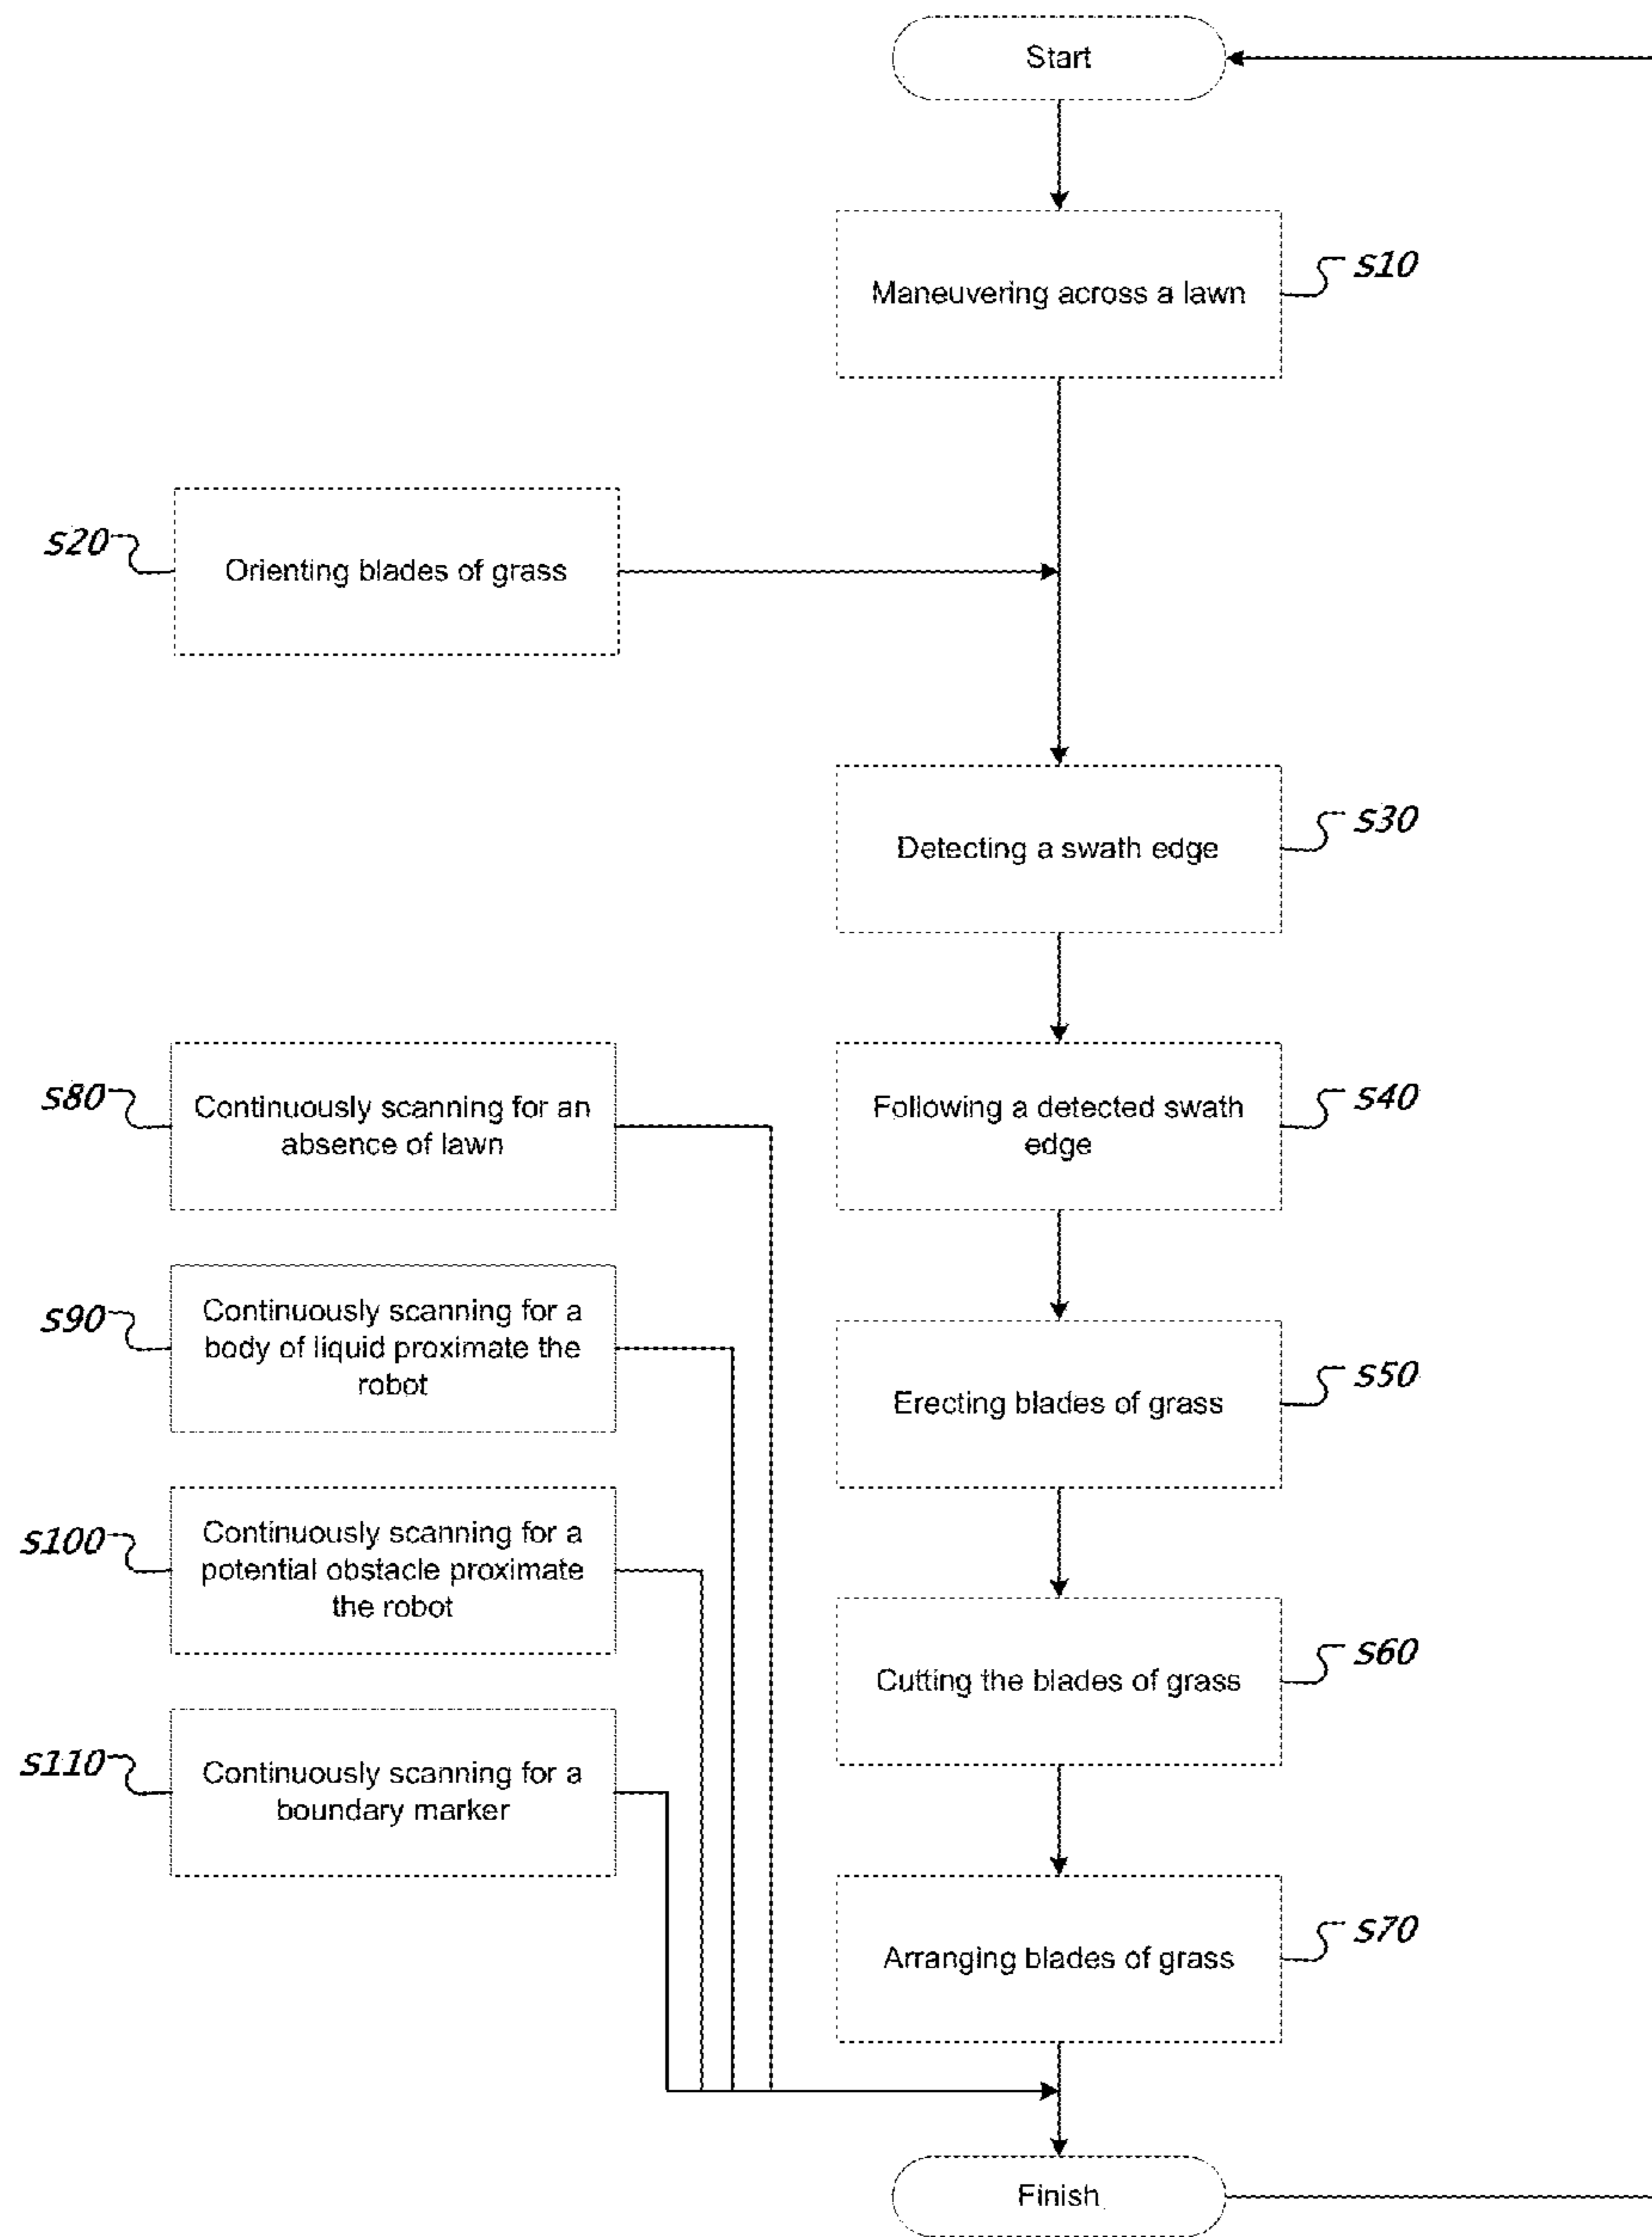 Start
Maneuvering across a lawn
S10
S20
Orienting blades of grass
Detecting a swath edge
S30
S80
Continuously scanning for an
absence of lawn
Following a detected swath
edge
S40
S90
Continuously scanning for a
body of liquid proximate the
robot
Erecting blades of grass
S50
S100
Continuously scanning for a
potential obstacle proximate
the robot
Cutting the blades of grass
S60
S110
Continuously scanning for a
boundary marker
Arranging blades of grass
S70
Finish